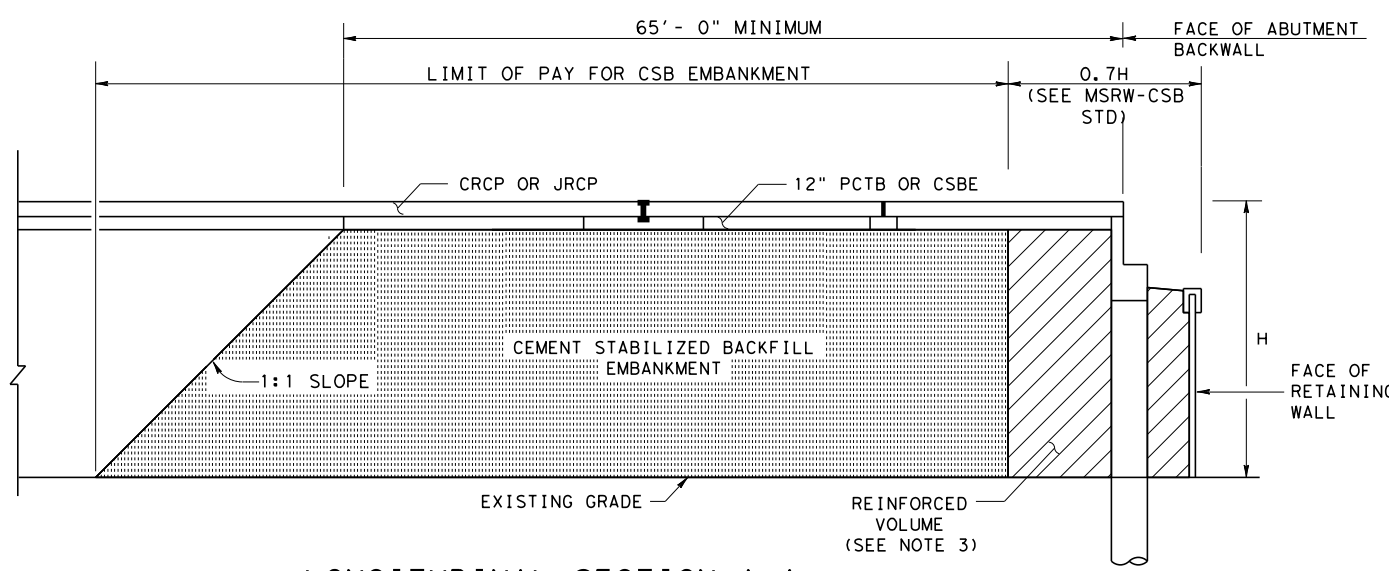 65'- 0" MINIMUM
FACE OF ABUTMENT
BACKWALL
LIMIT OF PAY FOR CSB EMBANKMENT
0.7H
(SEE MSRW-CSB
STD)
CRCP OR JRCP
12" PCTB OR CSBE
CEMENT STABILIZED BACKFILL
EMBANKMENT
1:1 SLOPE
H
FACE OF
RETAINING
WALL
EXISTING GRADE
REINFORCED
VOLUME
(SEE NOTE 3)